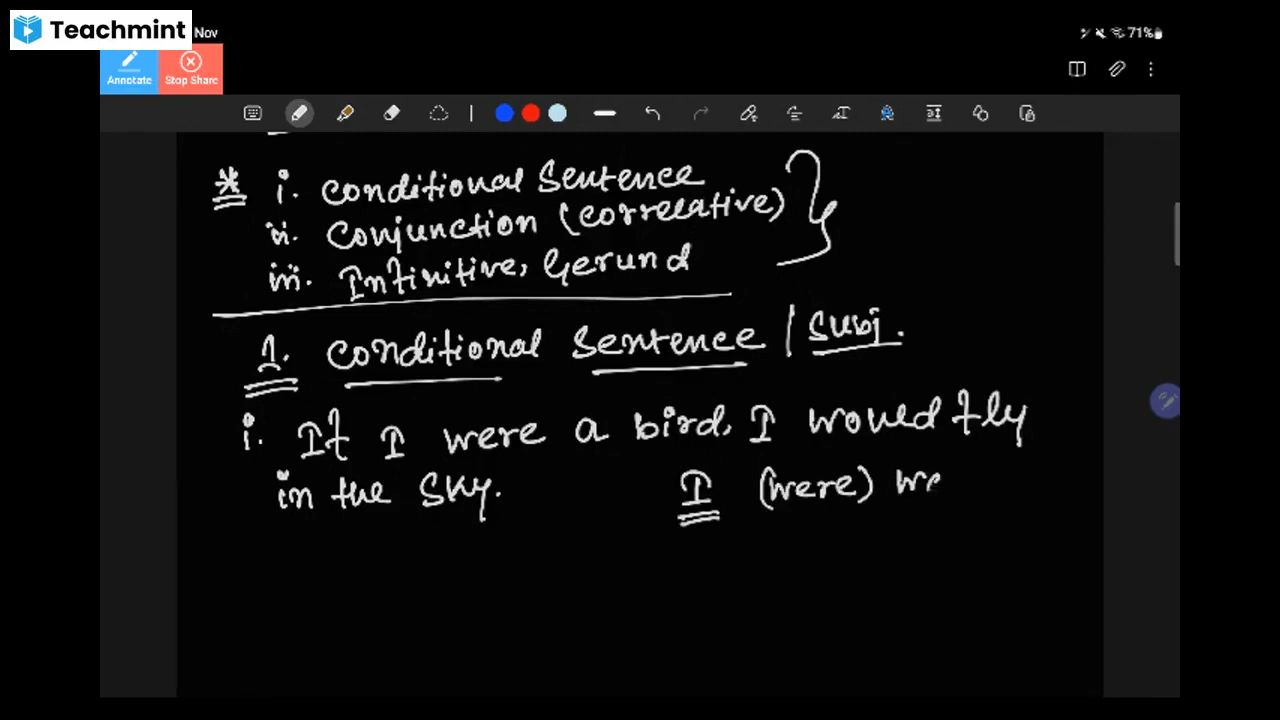 Teachmint
Nov
71%
Annotate
Stop Share
* i. Conditional Sentence
ii. Conjunction (Correlative)
iii. Infinitive, Gerund
1. Conditional Sentence / Subj.
i. If I were a bird, I would fly
in the Sky.
I (were) we